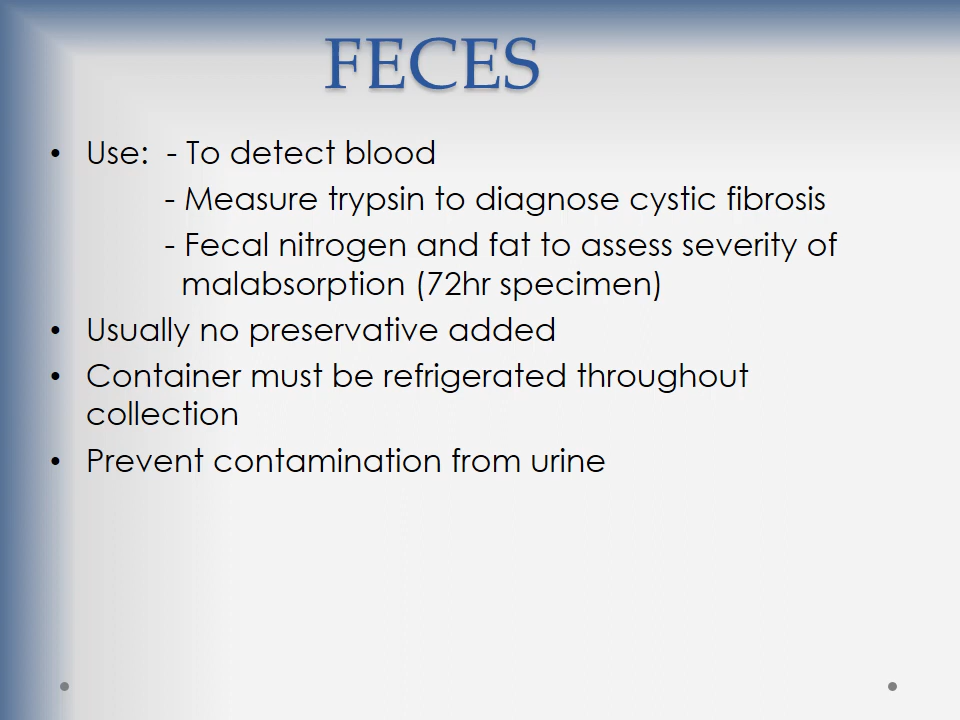 FECES
• Use: - To detect blood
- Measure trypsin to diagnose cystic fibrosis
- Fecal nitrogen and fat to assess severity of
malabsorption (72hr specimen)
• Usually no preservative added
• Container must be refrigerated throughout
collection
• Prevent contamination from urine